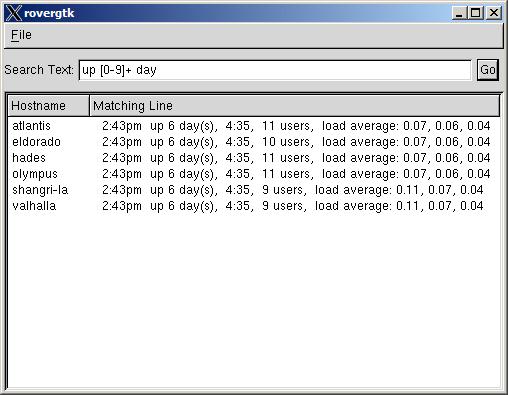 rovergtk
File
Search Text: up [0-9]+ day Go
Hostname Matching Line
atlantis 2:43pm up 6 day(s), 4:35, 11 users, load average: 0.07, 0.06, 0.04
eldorado 2:43pm up 6 day(s), 4:35, 10 users, load average: 0.07, 0.06, 0.04
hades 2:43pm up 6 day(s), 4:35, 11 users, load average: 0.07, 0.06, 0.04
olympus 2:43pm up 6 day(s), 4:35, 11 users, load average: 0.07, 0.06, 0.04
shangri-la 2:43pm up 6 day(s), 4:35, 9 users, load average: 0.11, 0.07, 0.04
valhalla 2:43pm up 6 day(s), 4:35, 9 users, load average: 0.11, 0.07, 0.04